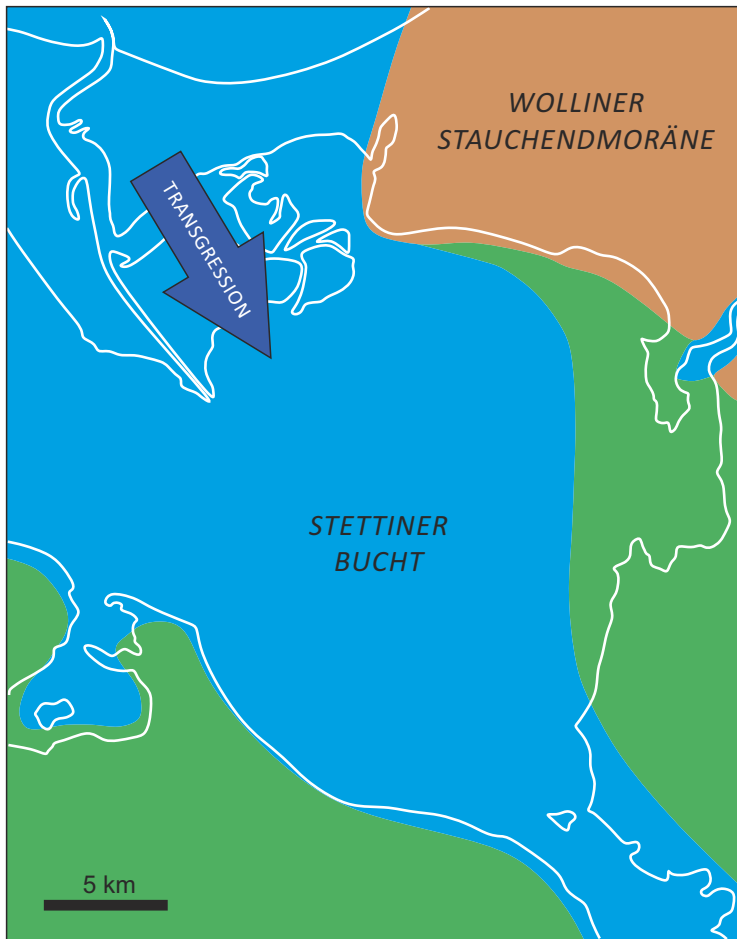 WOLLINER
STAUCHENDMORÄNE
TRANSGRESSION
STETTINER
BUCHT
5 km